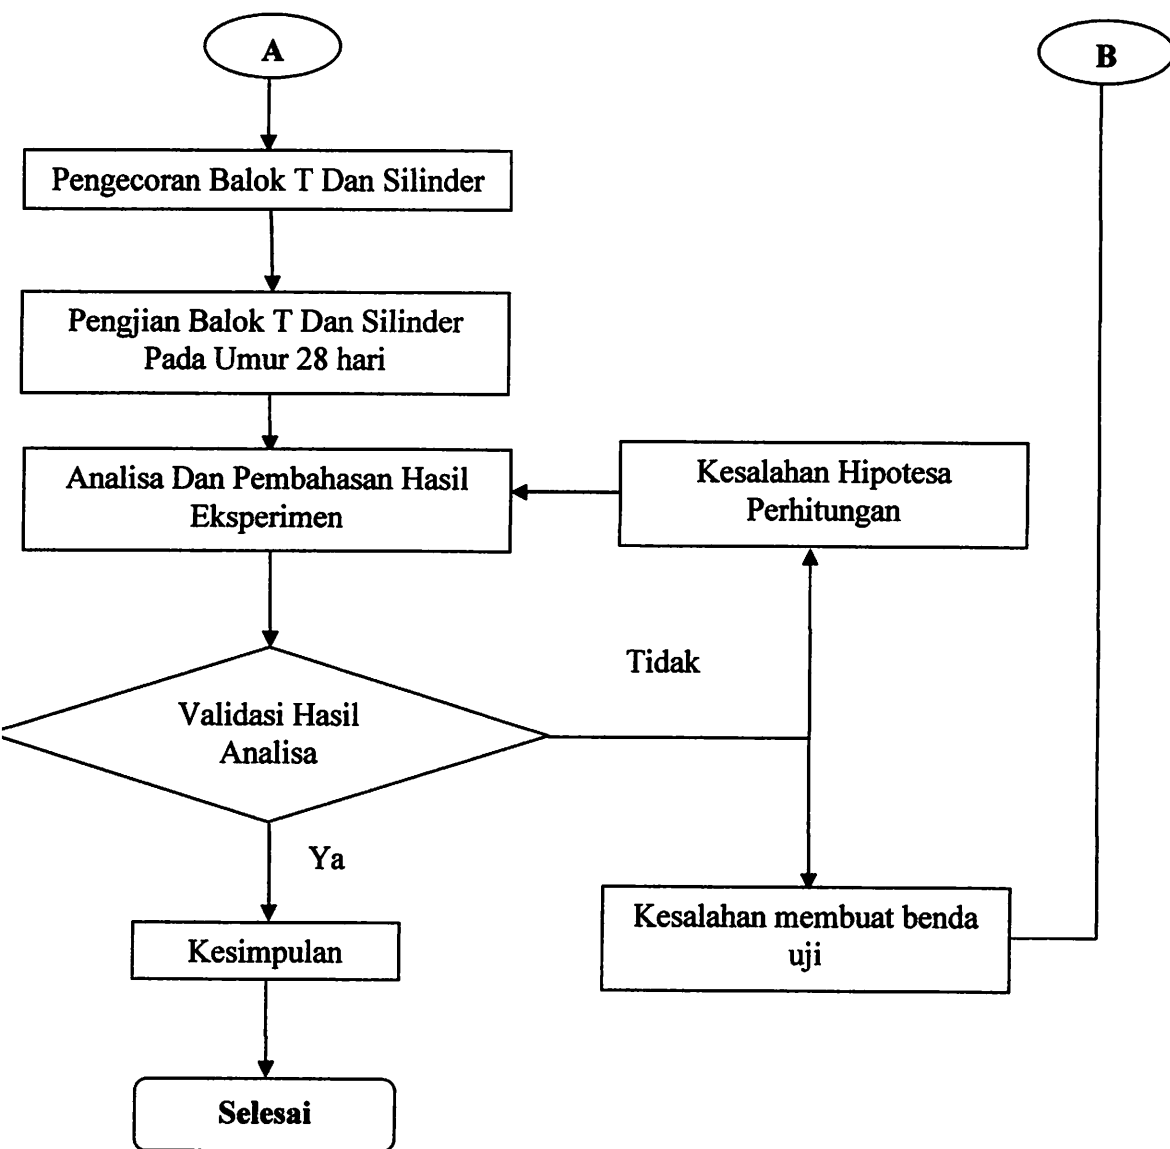 A
B
Pengecoran Balok T Dan Silinder
Pengjian Balok T Dan Silinder
Pada Umur 28 hari
Analisa Dan Pembahasan Hasil
Eksperimen
Kesalahan Hipotesa
Perhitungan
Tidak
Validasi Hasil
Analisa
Ya
Kesalahan membuat benda
uji
Kesimpulan
Selesai